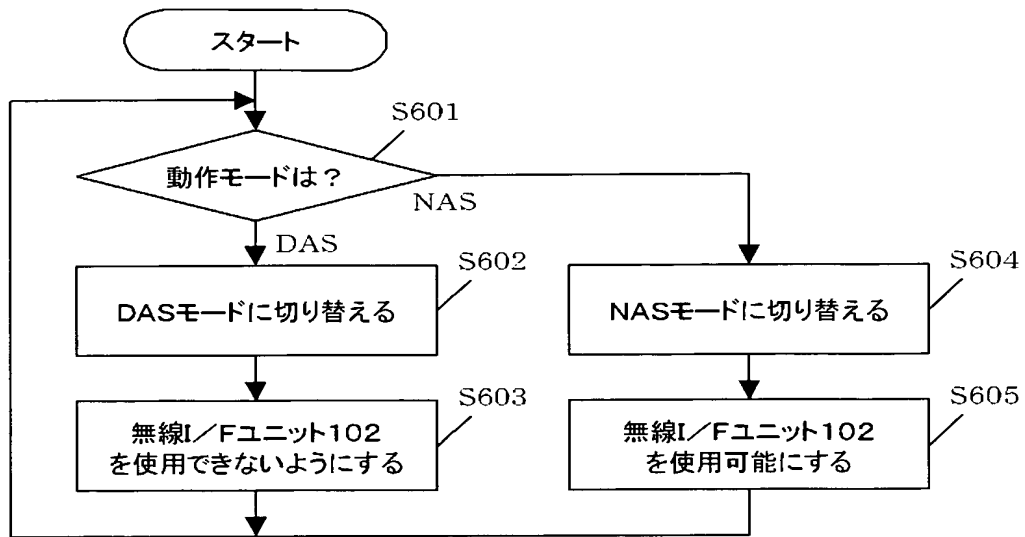 スタート
S601
動作モードは？
NAS
DAS
S602
DASモードに切り替える
S604
NASモードに切り替える
S603
無線I／Fユニット102
を使用できないようにする
S605
無線I／Fユニット102
を使用可能にする